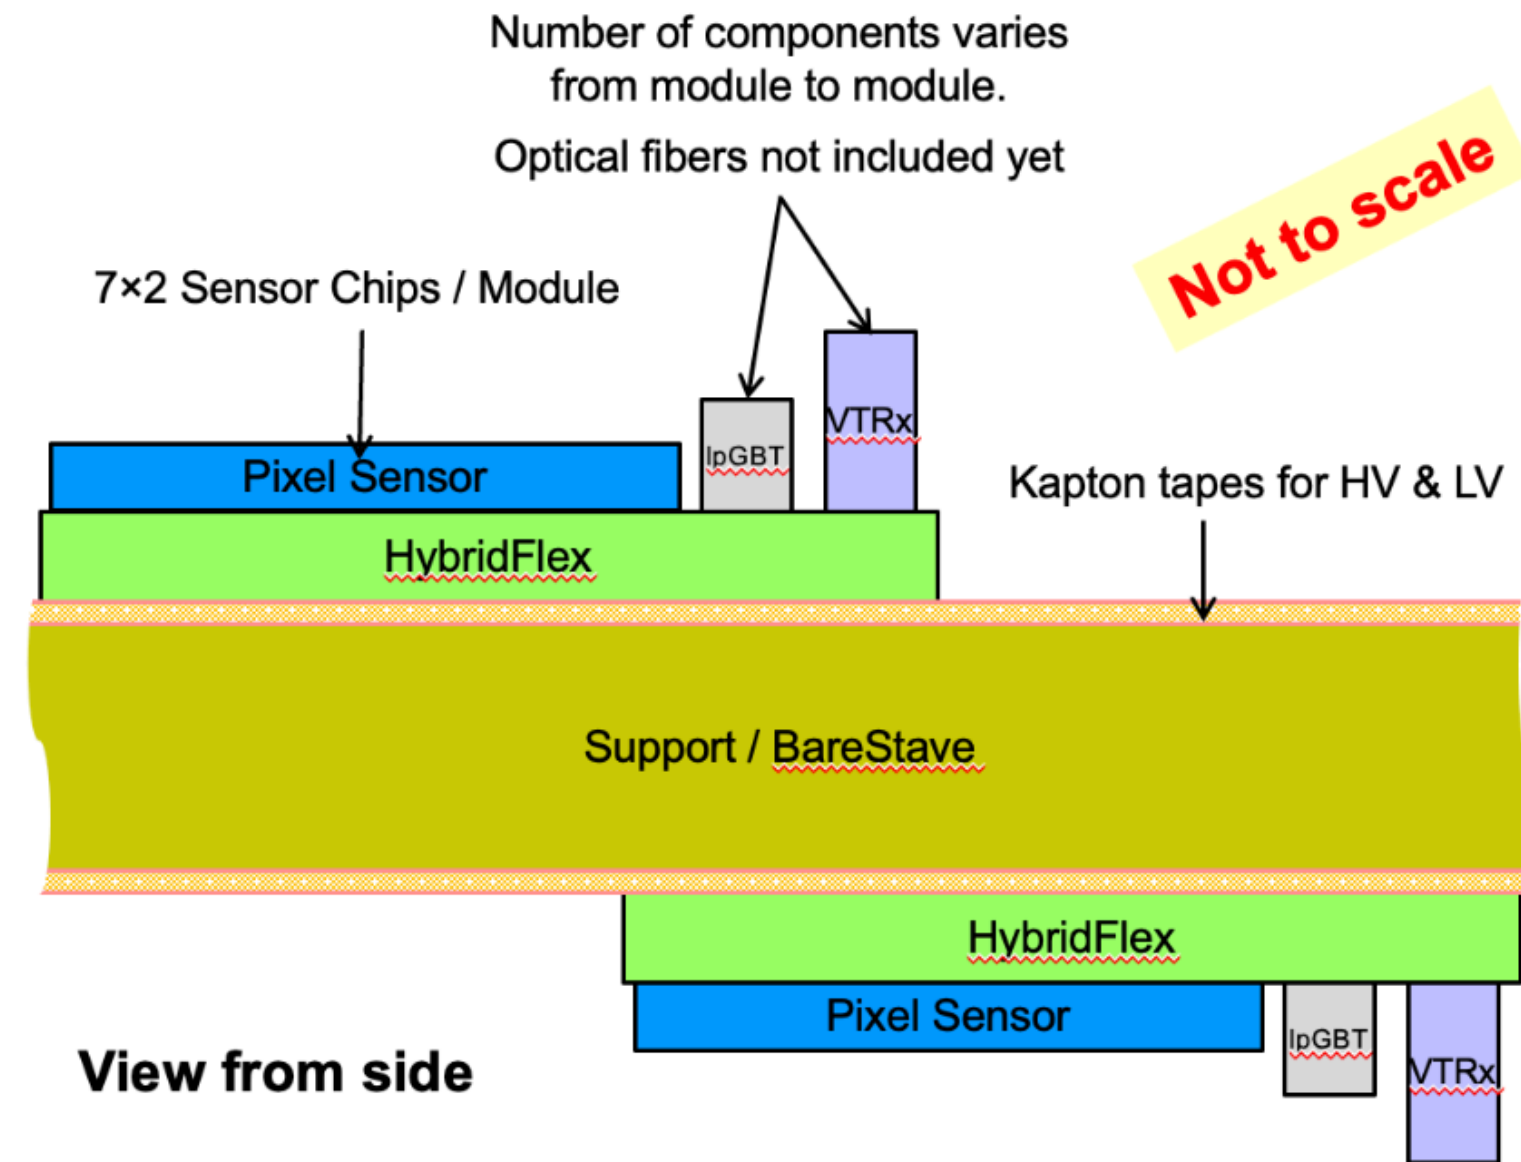 Number of components varies
from module to module.
Optical fibers not included yet
Not to scale
7×2 Sensor Chips / Module
VTRx
lpGBT
Pixel Sensor
Kapton tapes for HV & LV
HybridFlex
Support / BareStave
HybridFlex
Pixel Sensor
lpGBT
VTRx
View from side